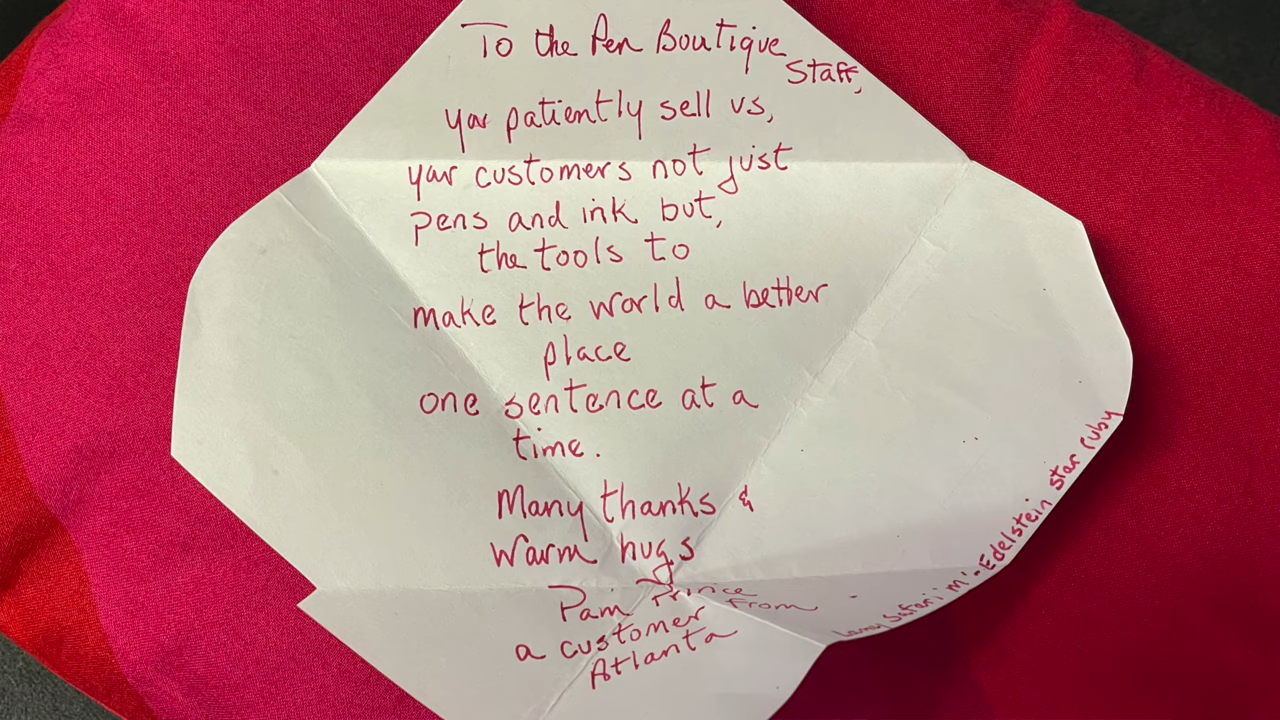 To the Pen Boutique
Staff,
you patiently sell us,
your customers not just
pens and ink but,
the tools to
make the world a better
place
one sentence at a
time.
Many thanks &
Warm hugs
Pam Prince
a customer From
Atlanta
Lamy Safari 'm' - Edelstein star ruby